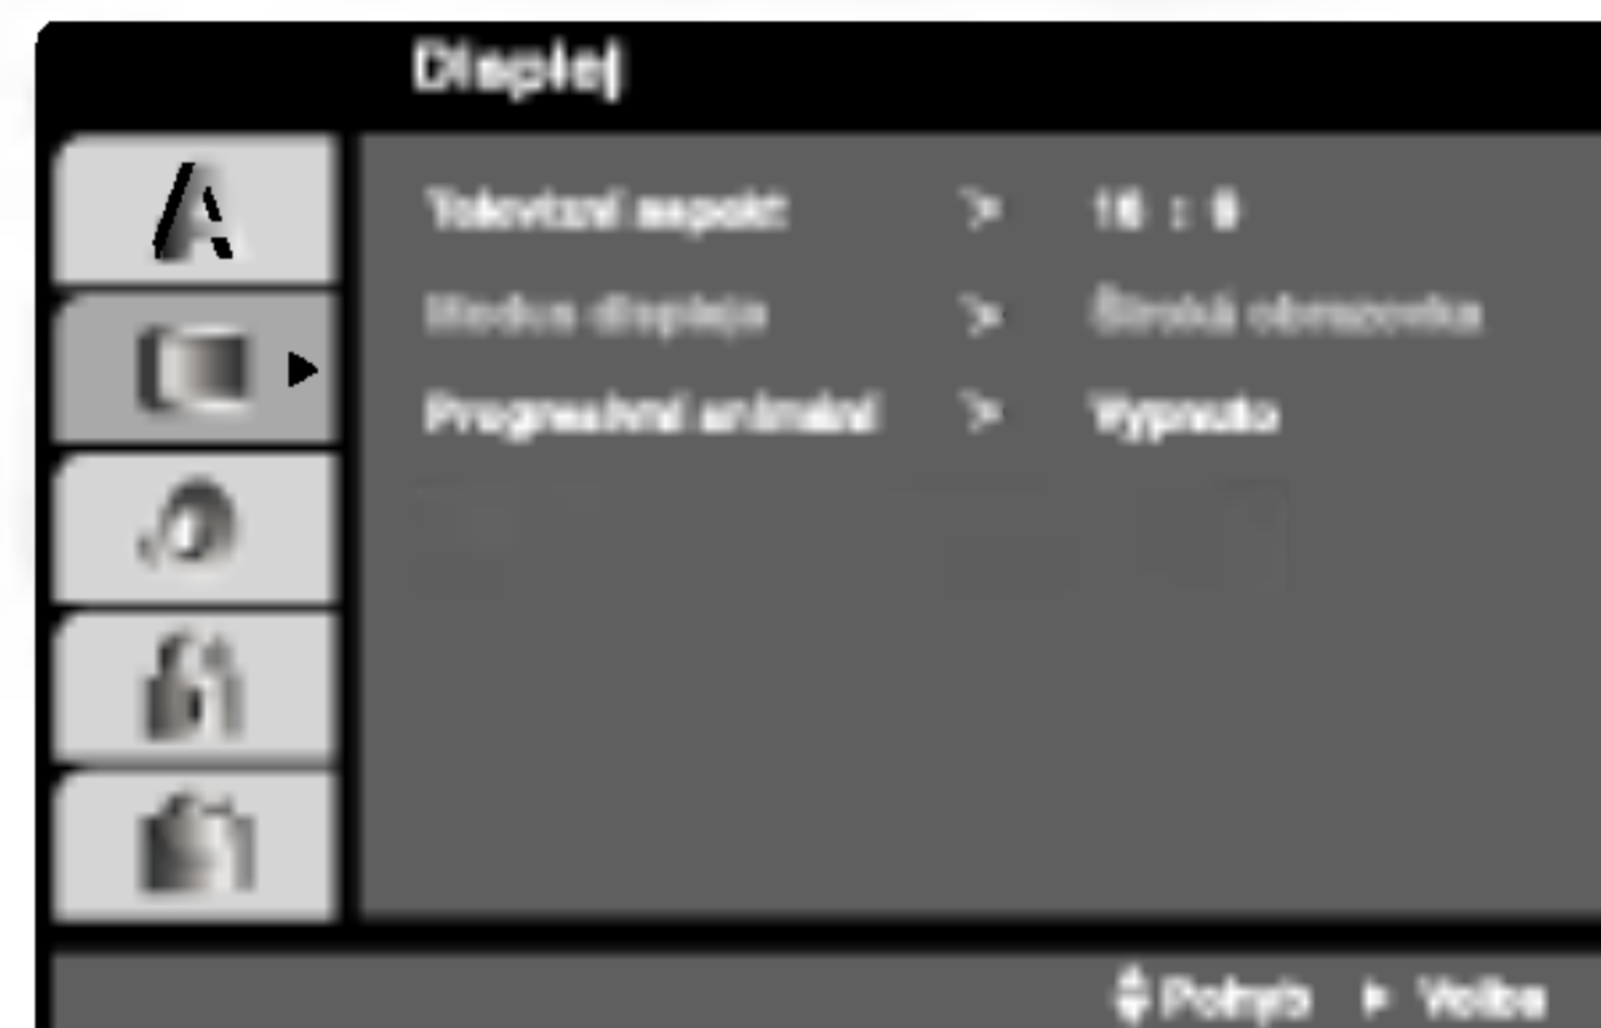 Displej
Televizní aspekt > 16 : 9
Modus displeje > Široká obrazovka
Progresivní snímání > Vypnuto
Pohyb Volba